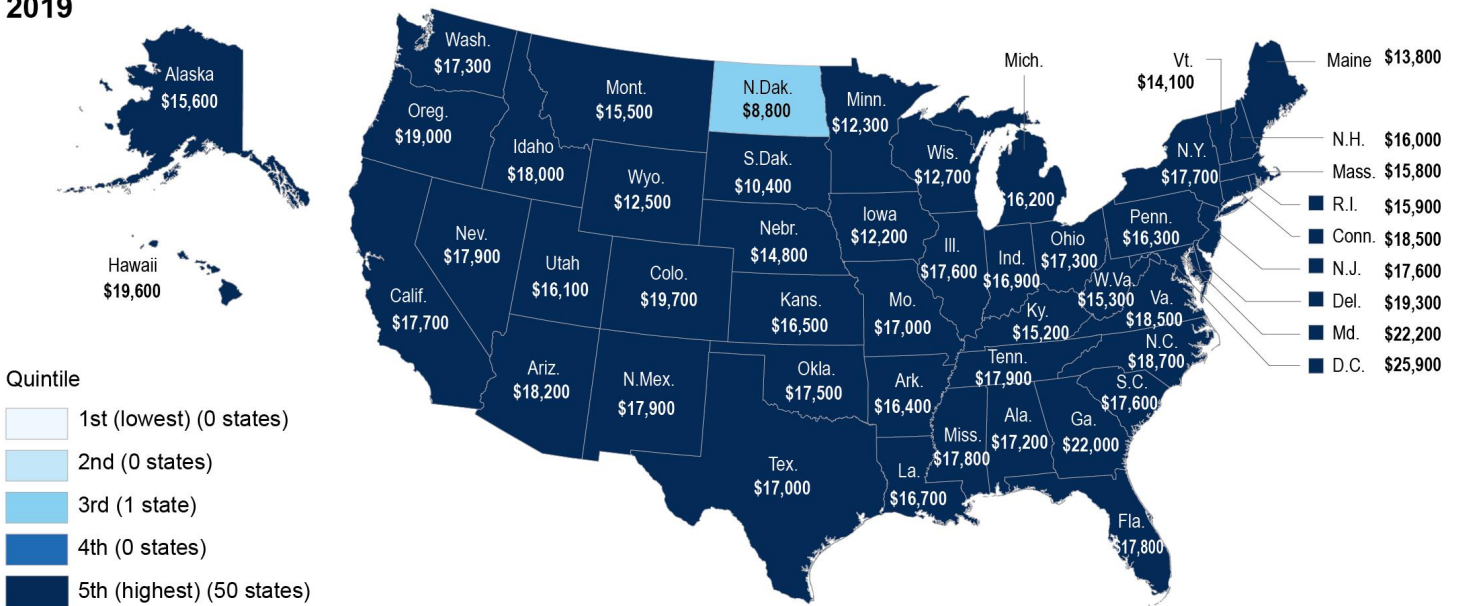 2019
Alaska
$15,600
Hawaii
$19,600
Wash.
$17,300
Oreg.
$19,000
Calif.
$17,700
Nev.
$17,900
Idaho
$18,000
Mont.
$15,500
Wyo.
$12,500
Utah
$16,100
Colo.
$19,700
Ariz.
$18,200
N.Mex.
$17,900
N.Dak.
$8,800
S.Dak.
$10,400
Nebr.
$14,800
Kans.
$16,500
Okla.
$17,500
Tex.
$17,000
Minn.
$12,300
Iowa
$12,200
Mo.
$17,000
Ark.
$16,400
La.
$16,700
Wis.
$12,700
Ill.
$17,600
Mich.
$16,200
Ind.
$16,900
Ohio
$17,300
Ky.
$15,200
Tenn.
$17,900
Miss.
$17,800
Ala.
$17,200
Ga.
$22,000
Fla.
$17,800
S.C.
$17,600
N.C.
$18,700
Va.
$18,500
W.Va.
$15,300
Penn.
$16,300
N.Y.
$17,700
Vt.
$14,100
Maine $13,800
N.H. $16,000
Mass. $15,800
R.I. $15,900
Conn. $18,500
N.J. $17,600
Del. $19,300
Md. $22,200
D.C. $25,900
Quintile
1st (lowest) (0 states)
2nd (0 states)
3rd (1 state)
4th (0 states)
5th (highest) (50 states)